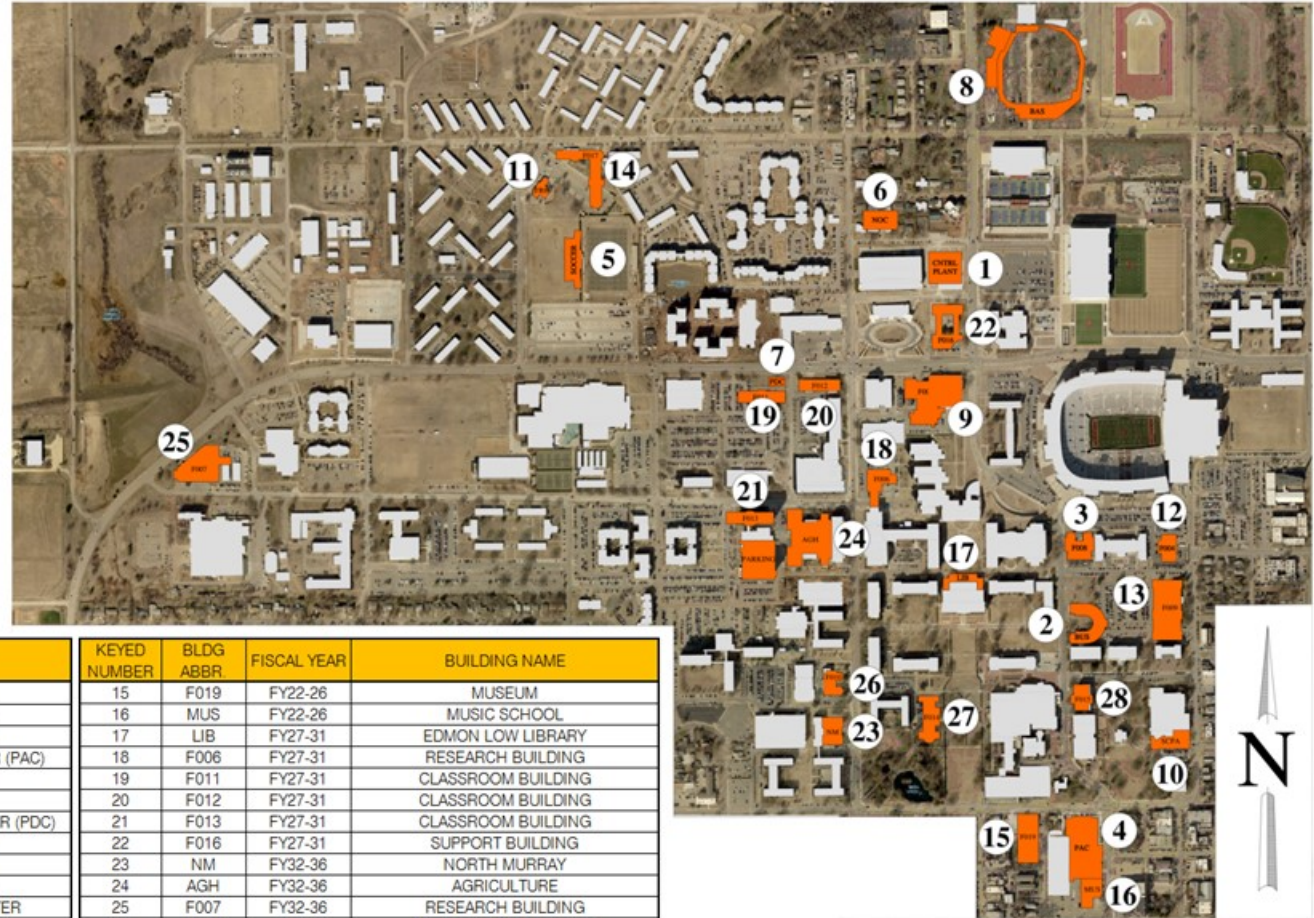 8
BAS
11
14
6
NOC
SOCCER
5
CNTRL
PLANT
1
22
F016
7
PDC
F012
19
20
9
25
F007
18
F006
21
F013
PARKING
AGH
24
17
LIB
3
12
F008
2
BUS
13
F009
26
23
NM
27
F014
28
SCPA
10
N
15
F019
4
PAC
MUS
16
(PAC)
R (PDC)
TER
KEYED NUMBER BLDG ABBR. FISCAL YEAR BUILDING NAME
15 F019 FY22-26 MUSEUM
16 MUS FY22-26 MUSIC SCHOOL
17 LIB FY27-31 EDMON LOW LIBRARY
18 F006 FY27-31 RESEARCH BUILDING
19 F011 FY27-31 CLASSROOM BUILDING
20 F012 FY27-31 CLASSROOM BUILDING
21 F013 FY27-31 CLASSROOM BUILDING
22 F016 FY27-31 SUPPORT BUILDING
23 NM FY32-36 NORTH MURRAY
24 AGH FY32-36 AGRICULTURE
25 F007 FY32-36 RESEARCH BUILDING